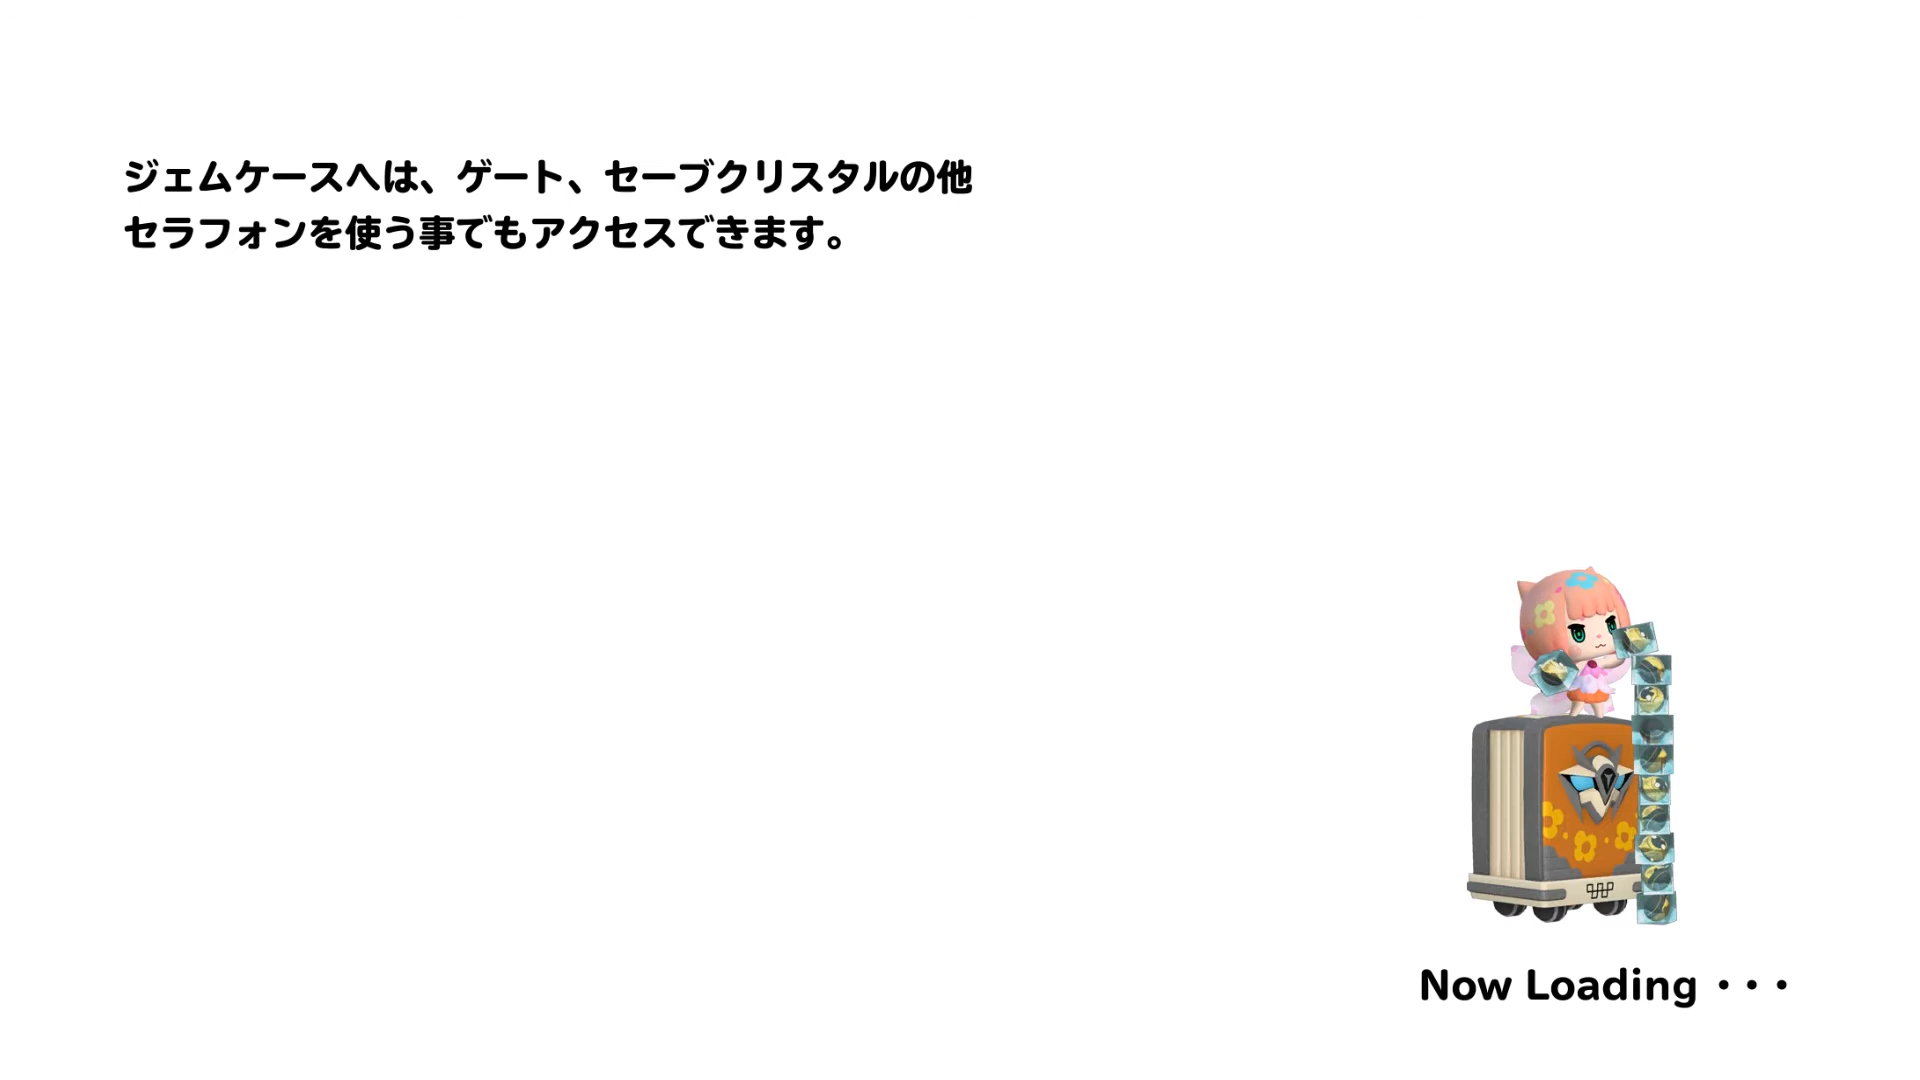 ジェムケースへは、ゲート、セーブクリスタルの他
セラフォンを使う事でもアクセスできます。
Now Loading・・・